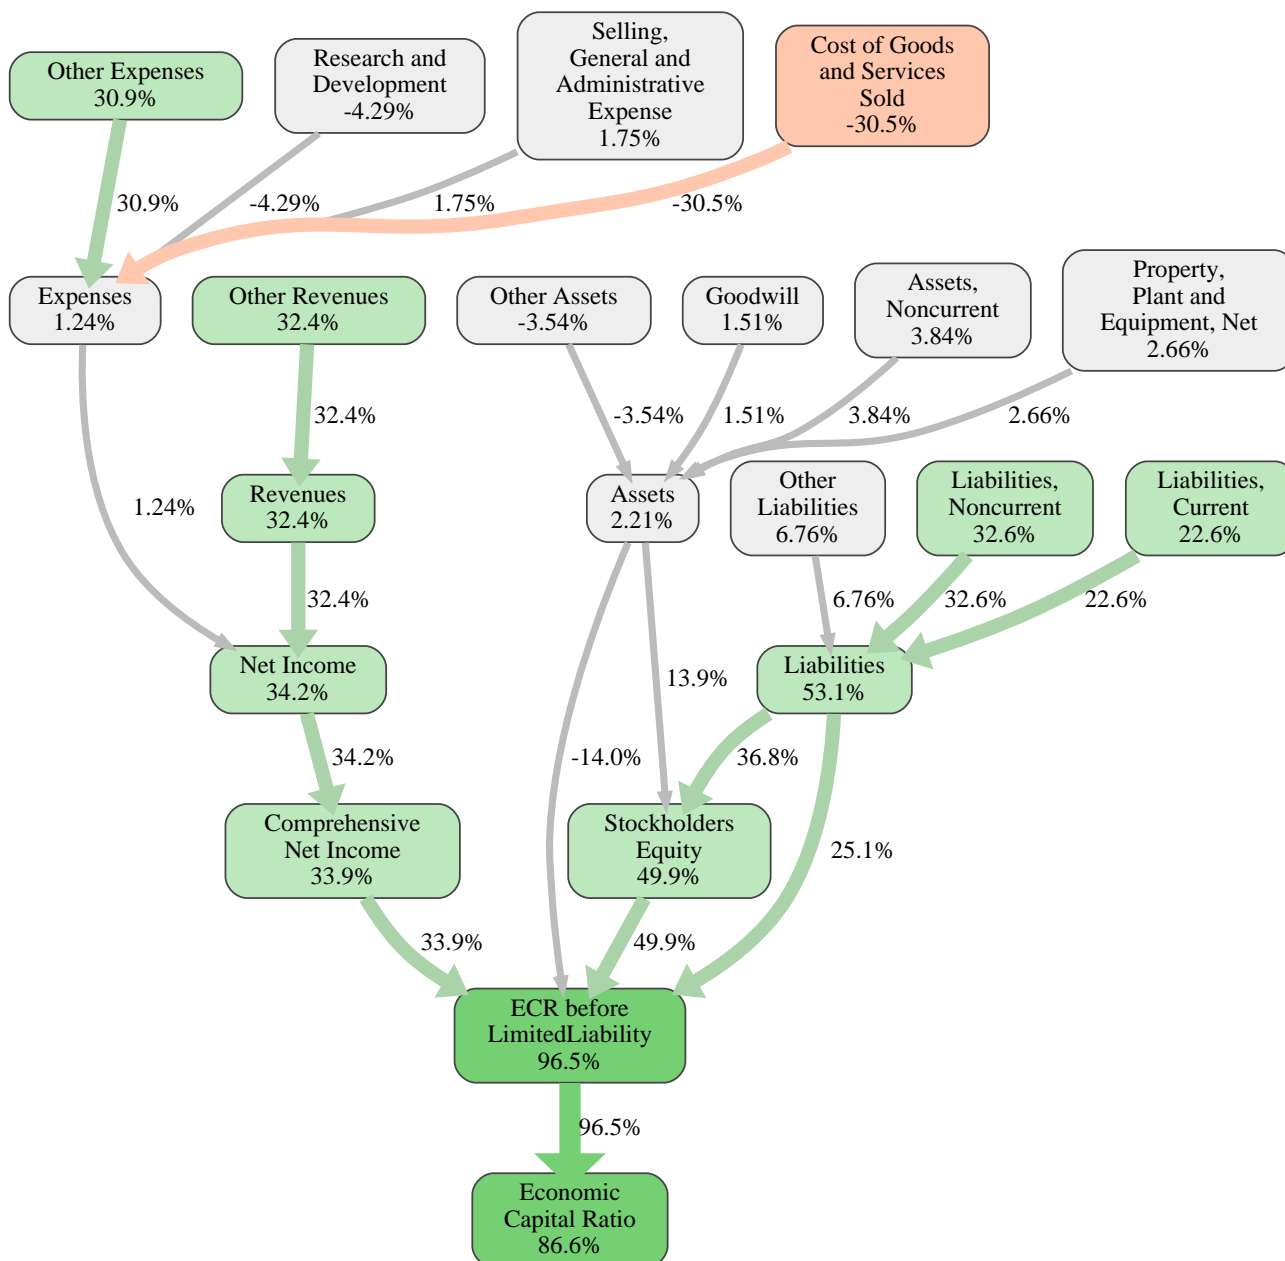 Other Expenses
30.9%
Research and
Development
-4.29%
Selling,
General and
Administrative
Expense
1.75%
Cost of Goods
and Services
Sold
-30.5%
30.9%
-4.29%
1.75%
-30.5%
Expenses
1.24%
Other Revenues
32.4%
Other Assets
-3.54%
Goodwill
1.51%
Assets,
Noncurrent
3.84%
Property,
Plant and
Equipment, Net
2.66%
32.4%
-3.54%
1.51%
3.84%
2.66%
1.24%
Revenues
32.4%
Assets
2.21%
Other
Liabilities
6.76%
Liabilities,
Noncurrent
32.6%
Liabilities,
Current
22.6%
32.4%
6.76%
32.6%
22.6%
Net Income
34.2%
13.9%
Liabilities
53.1%
34.2%
-14.0%
36.8%
Comprehensive
Net Income
33.9%
Stockholders
Equity
49.9%
25.1%
33.9%
49.9%
ECR before
LimitedLiability
96.5%
96.5%
Economic
Capital Ratio
86.6%